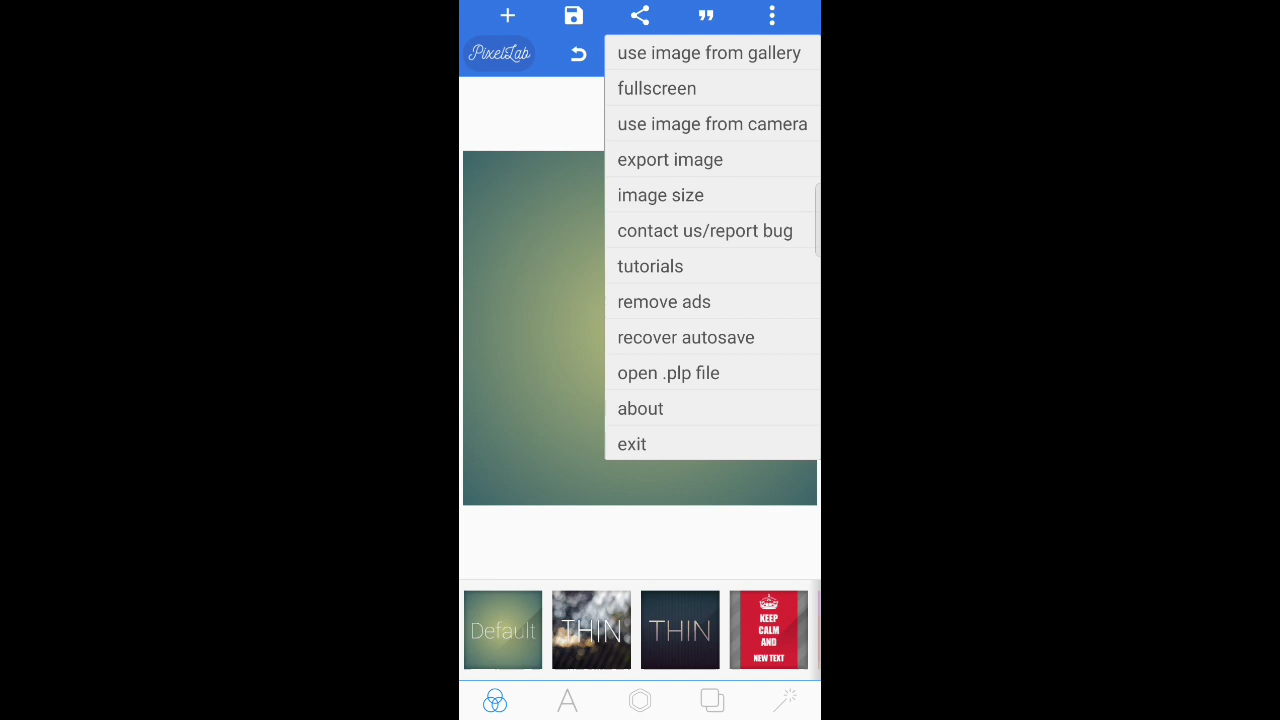 PixelLab
use image from gallery
fullscreen
use image from camera
export image
image size
contact us/report bug
tutorials
remove ads
recover autosave
open .plp file
about
exit
Default
THIN
THIN
KEEP
CALM
AND
NEW TEXT